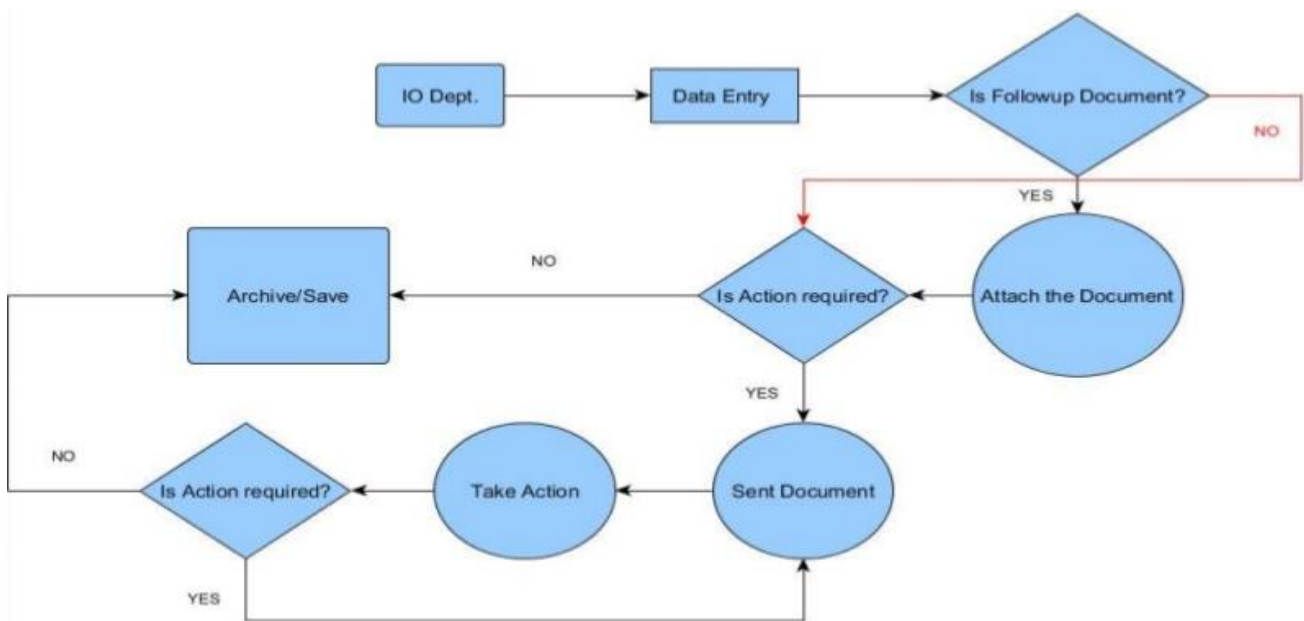 IO Dept.
Data Entry
Is Followup Document?
NO
YES
Archive/Save
NO
Is Action required?
Attach the Document
YES
NO
Is Action required?
Take Action
Sent Document
YES